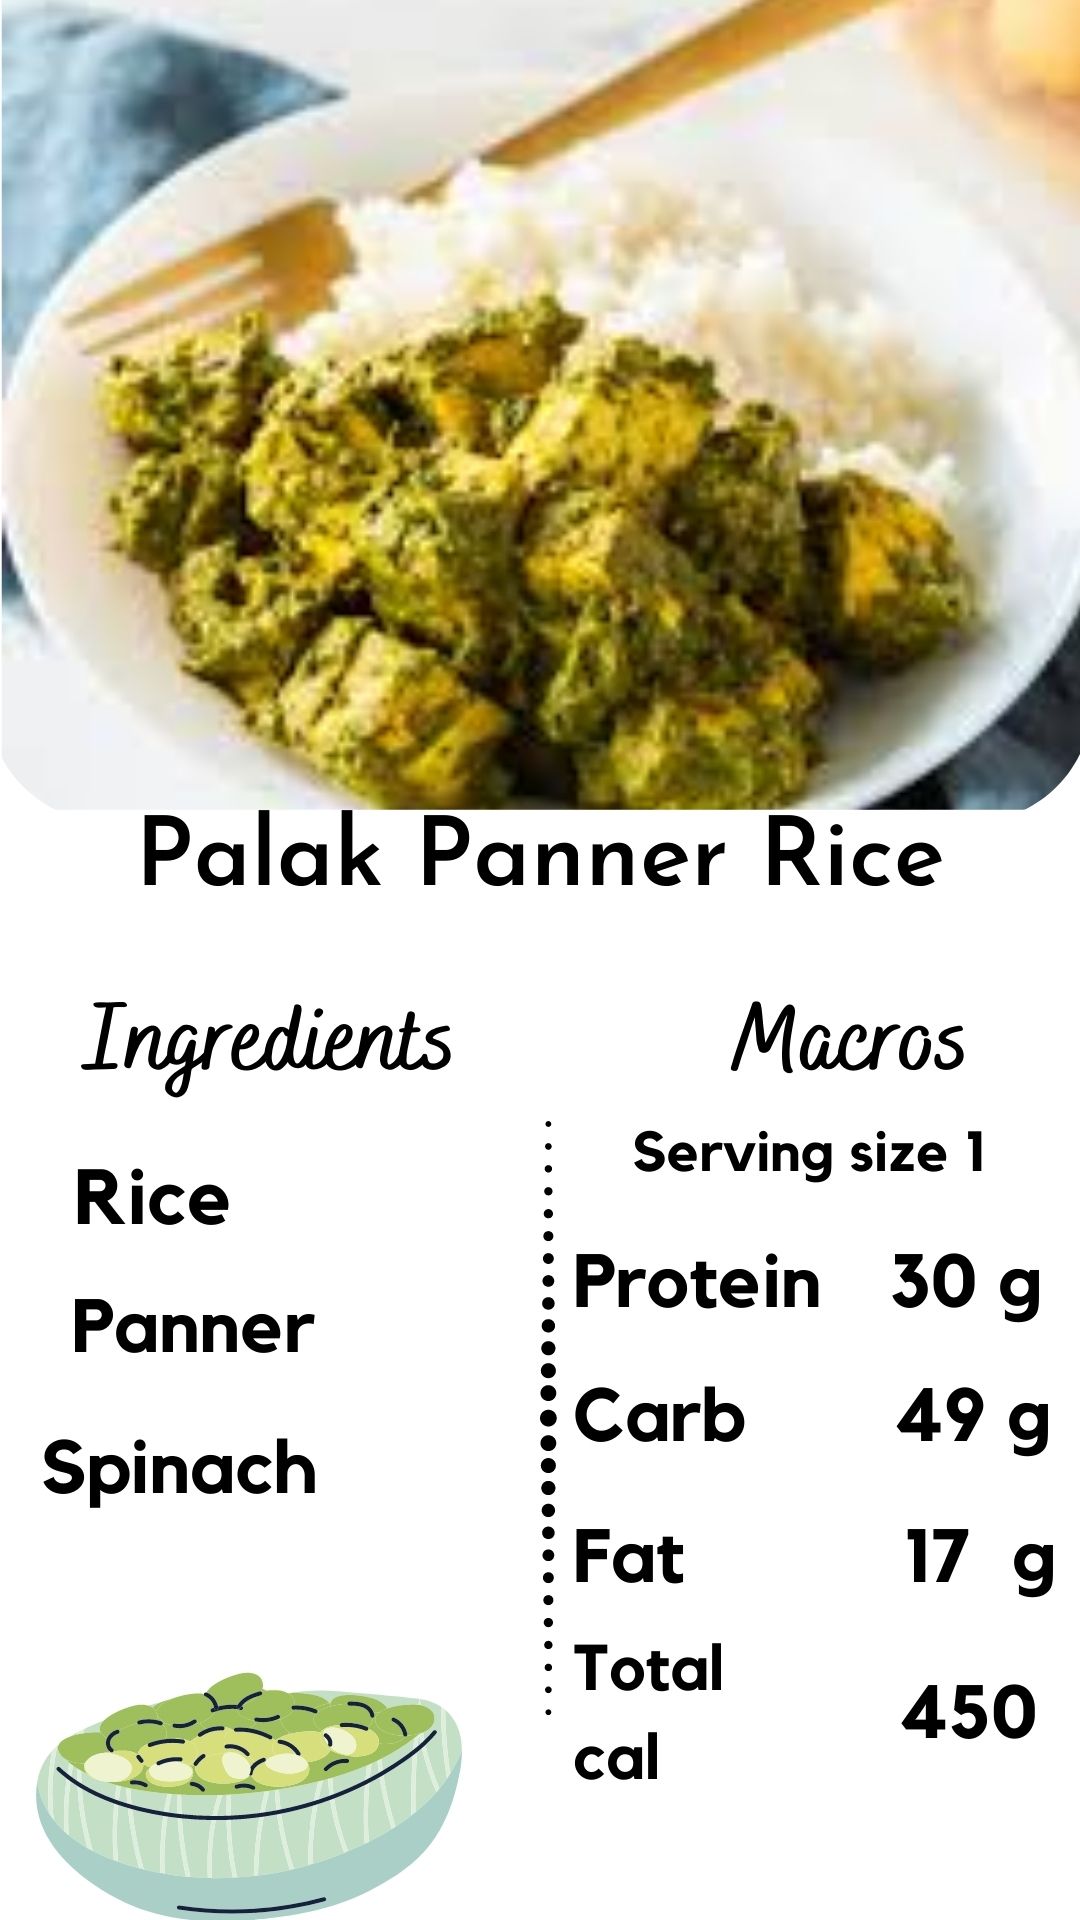 Palak Panner Rice
Ingredients
Rice
Panner
Spinach
Macros
Serving size 1
Protein 30 g
Carb 49 g
Fat 17 g
Total
cal 450